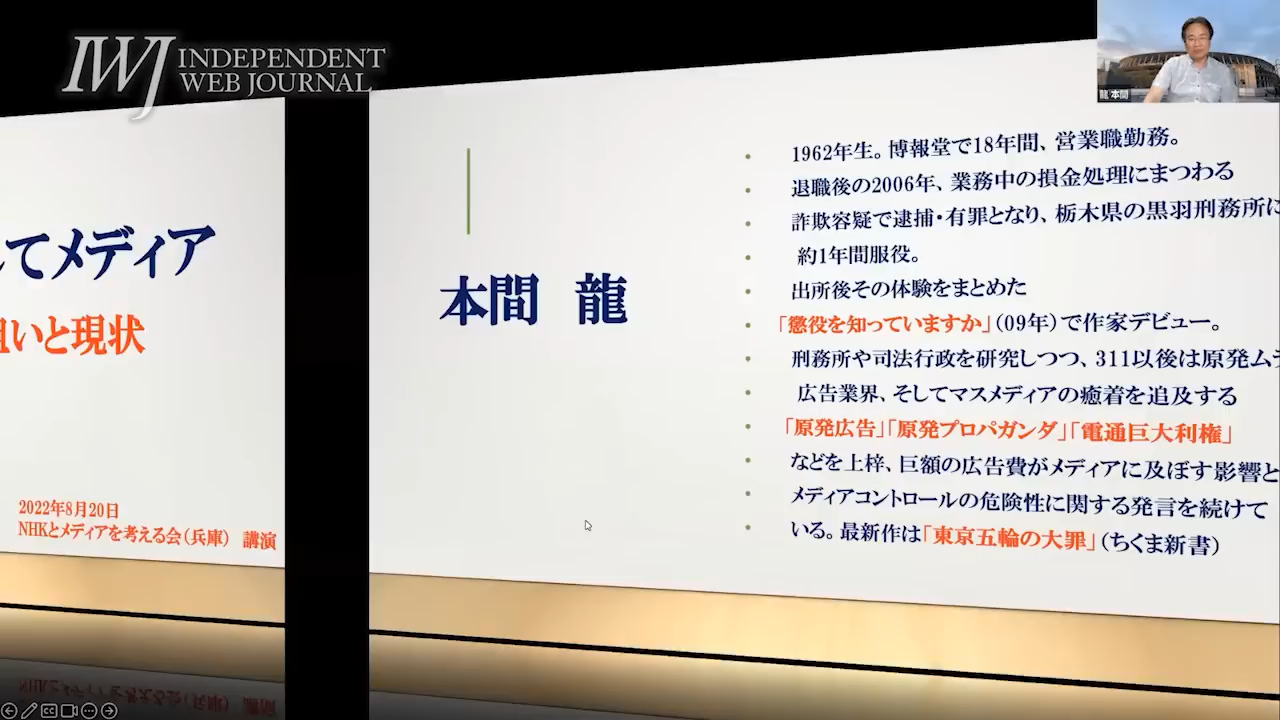 IWJ INDEPENDENT
WEB JOURNAL
龍 本間
てメディア
狙いと現状
2022年8月20日
NHKとメディアを考える会(兵庫) 講演
本間 龍
1962年生。博報堂で18年間、営業職勤務。
退職後の2006年、業務中の損金処理にまつわる
詐欺容疑で逮捕・有罪となり、栃木県の黒羽刑務所に
約1年間服役。
出所後その体験をまとめた
「懲役を知っていますか」(09年)で作家デビュー。
刑務所や司法行政を研究しつつ、311以後は原発ム
広告業界、そしてマスメディアの癒着を追及する
「原発広告」「原発プロパガンダ」「電通巨大利権」
などを上梓、巨額の広告費がメディアに及ぼす影響と
メディアコントロールの危険性に関する発言を続けて
いる。最新作は「東京五輪の大罪」(ちくま新書)